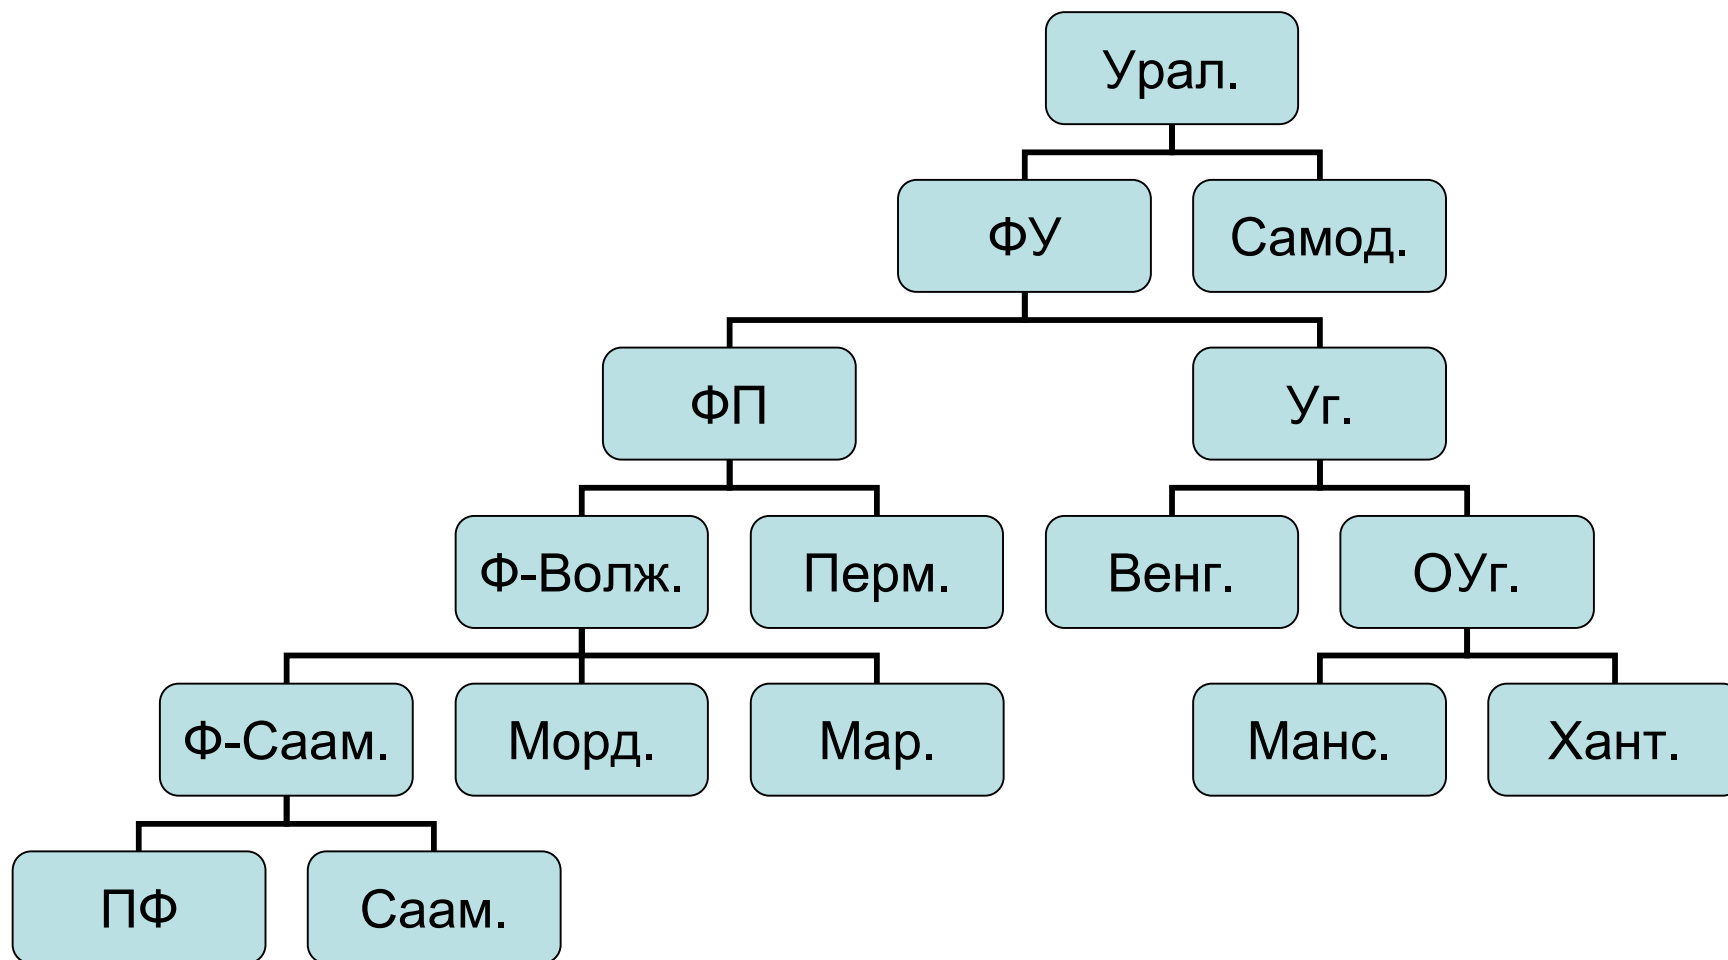 Урал.
ФУ
Самод.
ФП
Уг.
Ф-Волж.
Перм.
Венг.
ОУг.
Ф-Саам.
Морд.
Мар.
Манс.
Хант.
ПФ
Саам.